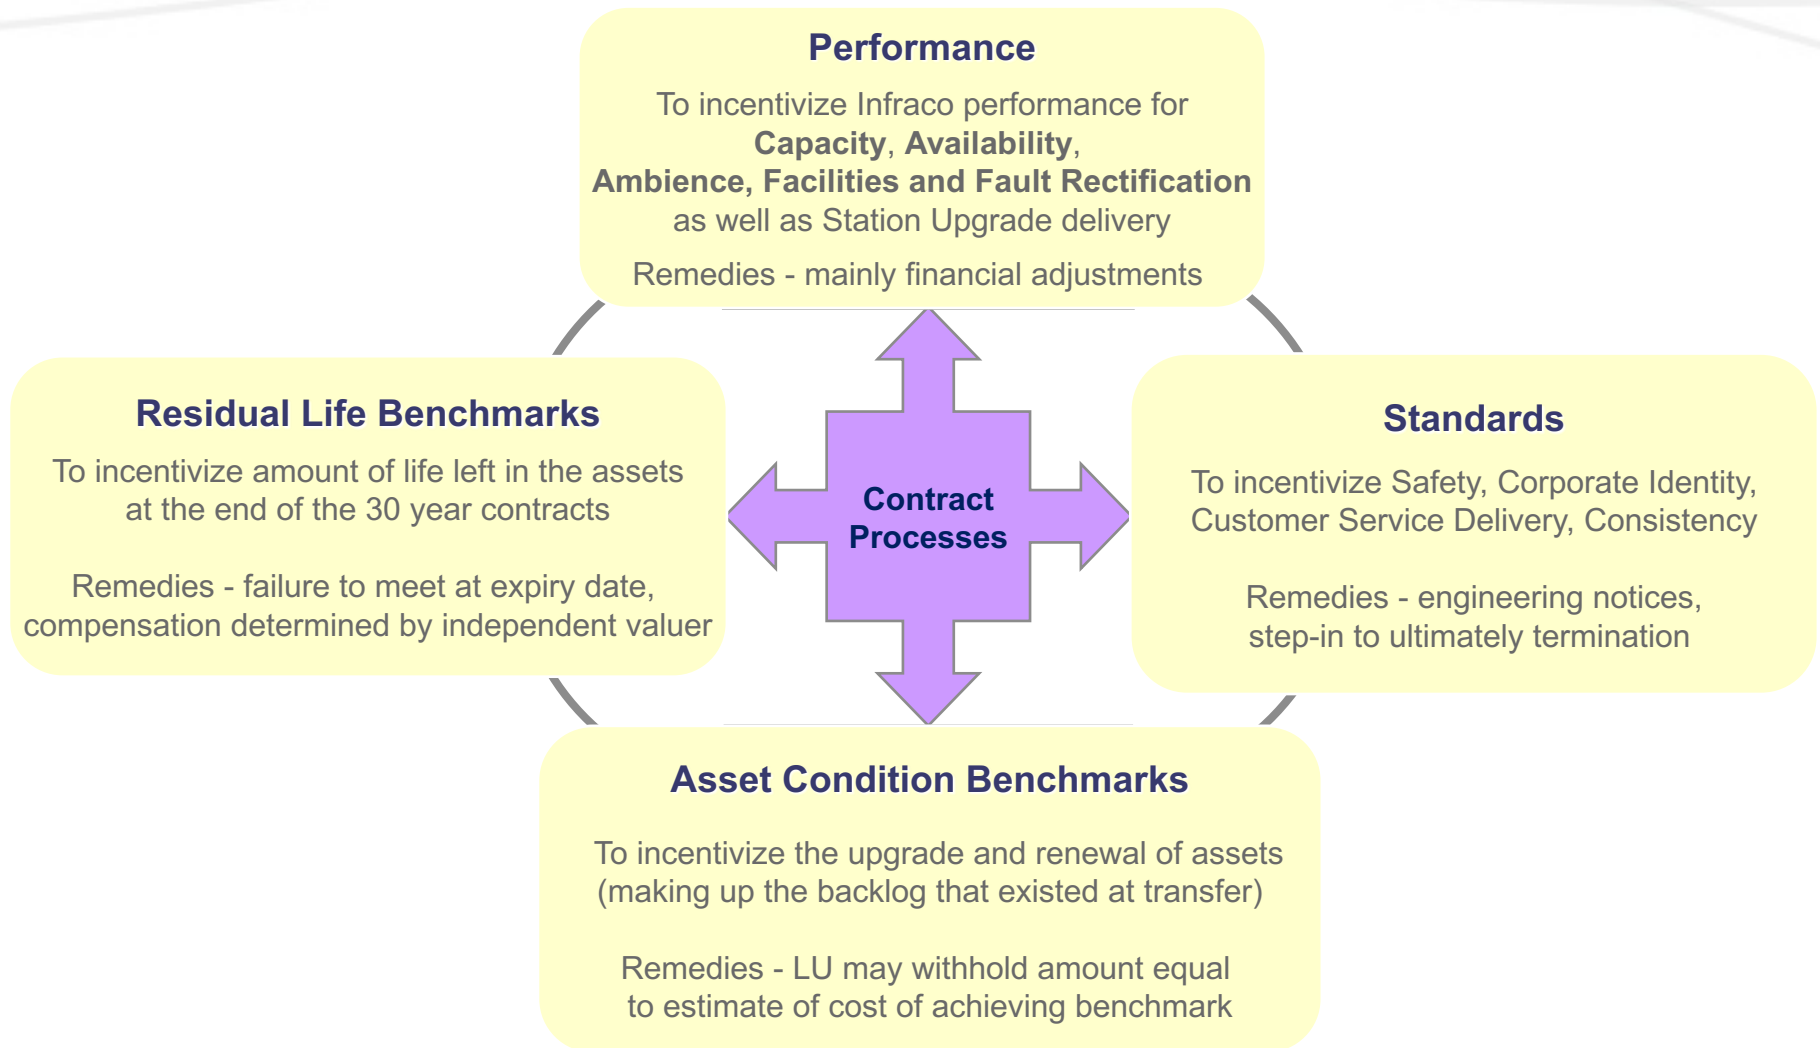 Performance
To incentivize Infraco performance for
Capacity, Availability,
Ambience, Facilities and Fault Rectification
as well as Station Upgrade delivery
Remedies - mainly financial adjustments
Residual Life Benchmarks
To incentivize amount of life left in the assets
at the end of the 30 year contracts
Remedies - failure to meet at expiry date,
compensation determined by independent valuer
Contract
Processes
Standards
To incentivize Safety, Corporate Identity,
Customer Service Delivery, Consistency
Remedies - engineering notices,
step-in to ultimately termination
Asset Condition Benchmarks
To incentivize the upgrade and renewal of assets
(making up the backlog that existed at transfer)
Remedies - LU may withhold amount equal
to estimate of cost of achieving benchmark